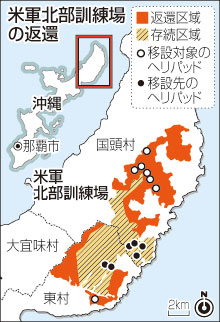 米軍北部訓練場
の返還
返還区域
存続区域
移設対象の
ヘリパッド
移設先の
ヘリパッド
沖縄
那覇市
国頭村
米軍
北部訓練場
大宜味村
東村
2km
N